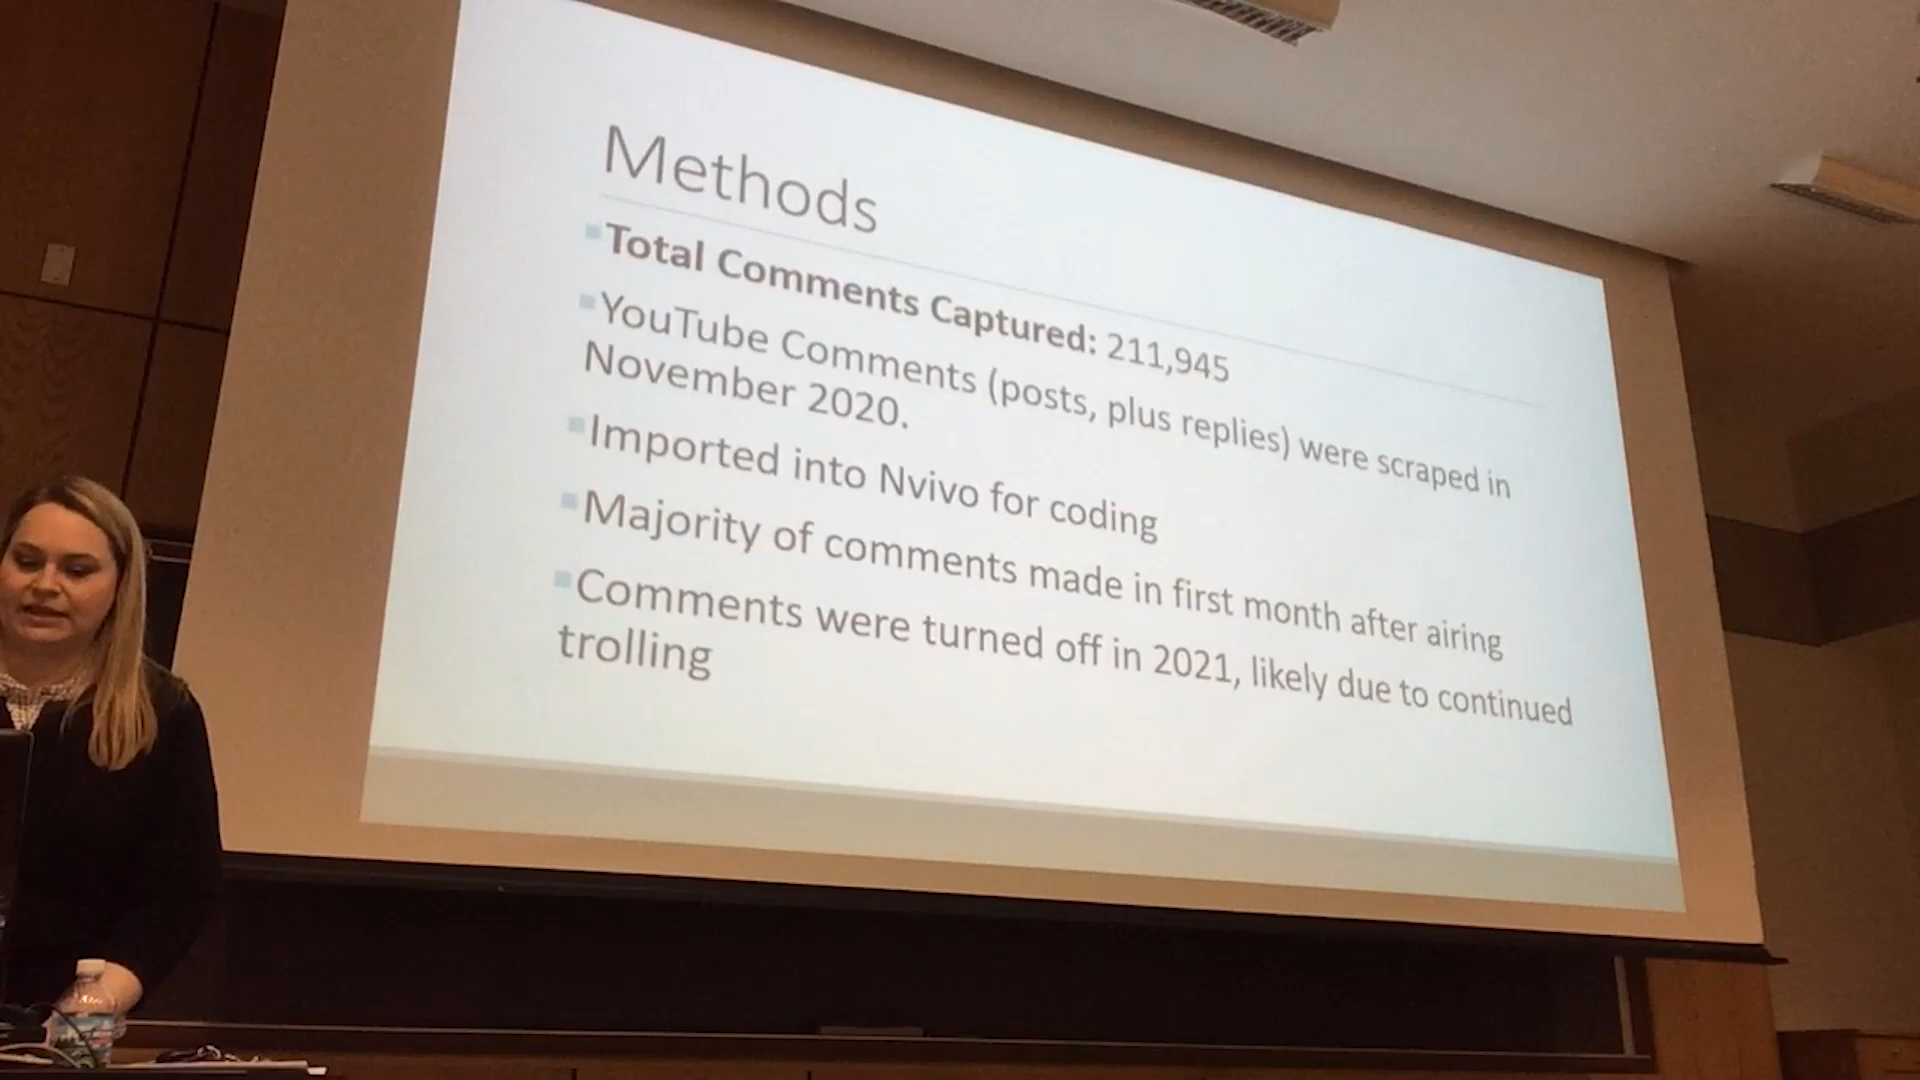 Methods
Total Comments Captured: 211,945
YouTube Comments (posts, plus replies) were scraped in
November 2020.
Imported into Nvivo for coding
Majority of comments made in first month after airing
Comments were turned off in 2021, likely due to continued
trolling